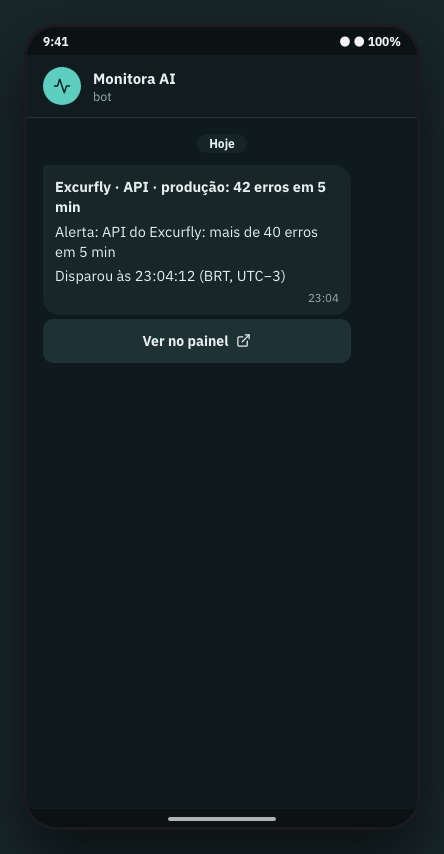 9:41
100%
Monitora AI
bot
Hoje
Excurfly · API · produção: 42 erros em 5
min
Alerta: API do Excurfly: mais de 40 erros
em 5 min
Disparou às 23:04:12 (BRT, UTC−3)
23:04
Ver no painel